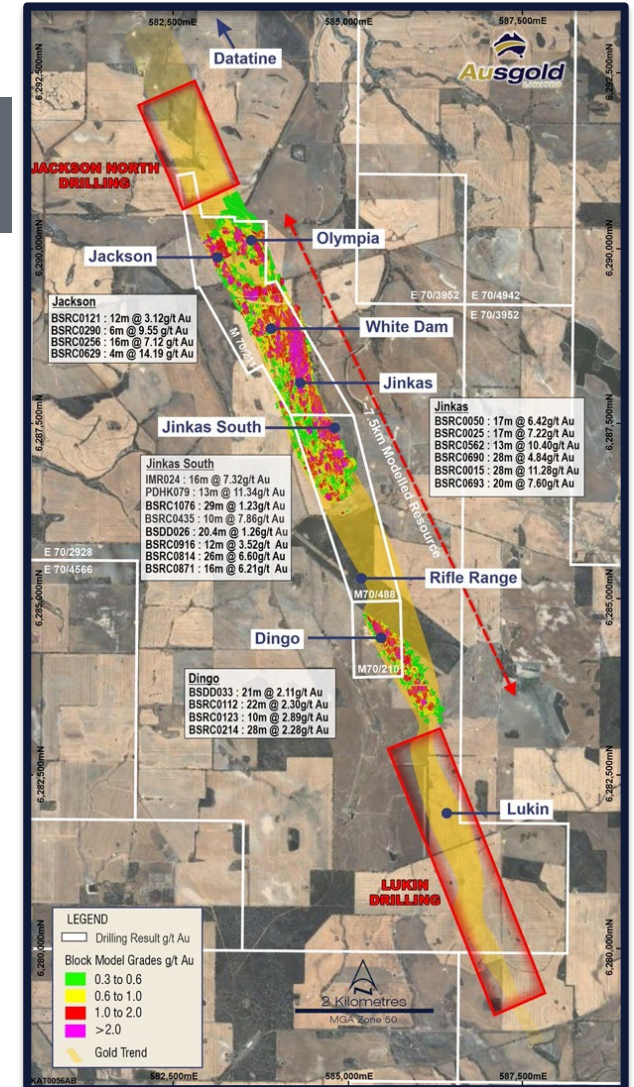 582,500mE
585,000mE
587,500mE
6,292,500mN
Datatine
Ausgold
LIMITED
JACKSON NORTH
DRILLING
6,290,000mN
6,290,000mN
Olympia
Jackson
E 70/3952
E 70/4942
E 70/3952
Jackson
BSRC0121 : 12m @ 3.12g/t Au
BSRC0290 : 6m @ 9.55 g/t Au
BSRC0256 : 16m @ 7.12 g/t Au
BSRC0629 : 4m @ 14.19 g/t Au
White Dam
Jinkas
~7.5km Modelled Resource
Jinkas
BSRC0050 : 17m @ 6.42g/t Au
BSRC0025 : 17m @ 7.22g/t Au
BSRC0562 : 13m @ 10.40g/t Au
BSRC0690 : 28m @ 4.84g/t Au
BSRC0015 : 28m @ 11.28g/t Au
BSRC0693 : 20m @ 7.60g/t Au
6,287,500mN
6,287,500mN
Jinkas South
Jinkas South
IMR024 : 16m @ 7.32g/t Au
PDHK079 : 13m @ 11.34g/t Au
BSRC1076 : 29m @ 1.23g/t Au
BSRC0435 : 10m @ 7.86g/t Au
BSDD026 : 20.4m @ 1.26g/t Au
BSRC0916 : 12m @ 3.52g/t Au
BSRC0814 : 26m @ 6.60g/t Au
BSRC0871 : 16m @ 6.21g/t Au
E 70/2928
E 70/4566
Rifle Range
M70/488
6,285,000mN
6,285,000mN
Dingo
M70/210
Dingo
BSDD033 : 21m @ 2.11g/t Au
BSRC0112 : 22m @ 2.30g/t Au
BSRC0123 : 10m @ 2.89g/t Au
BSRC0214 : 28m @ 2.28g/t Au
6,282,500mN
6,282,500mN
Lukin
LUKIN
DRILLING
LEGEND
Drilling Result g/t Au
Block Model Grades g/t Au
0.3 to 0.6
0.6 to 1.0
1.0 to 2.0
>2.0
Gold Trend
6,280,000mN
6,280,000mN
2 Kilometres
MGA Zone 50
KAT0056AB
582,500mE
585,000mE
587,500mE